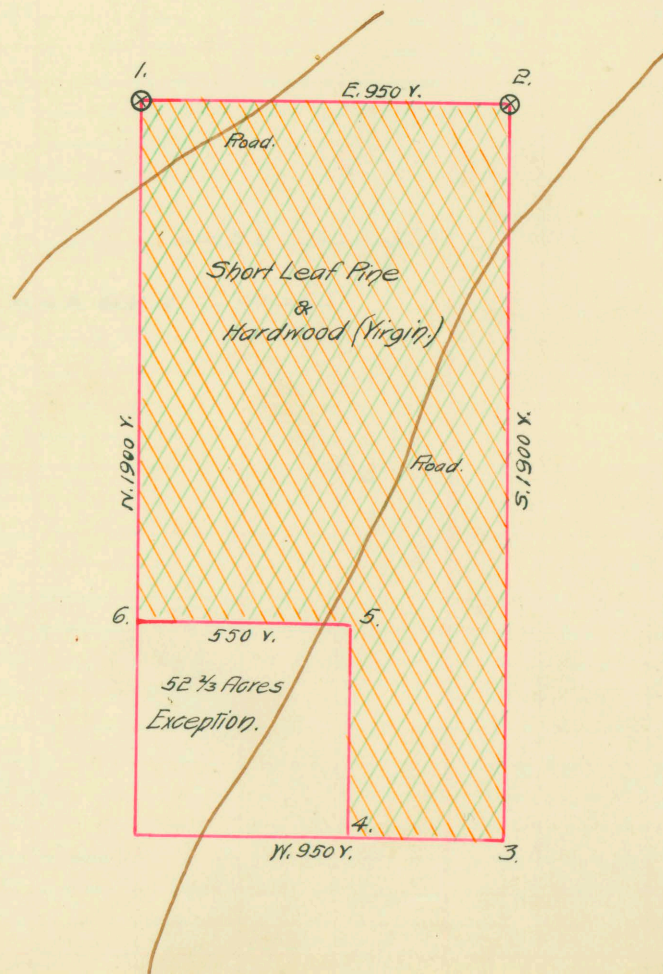 1.
2.
E. 950 V.
Road.
Short Leaf Pine
&
Hardwood (Virgin.)
N. 1900 V.
S. 1900 V.
Road.
6.
5.
550 V.
52 2/3 Acres
Exception.
4.
W. 950 V.
3.